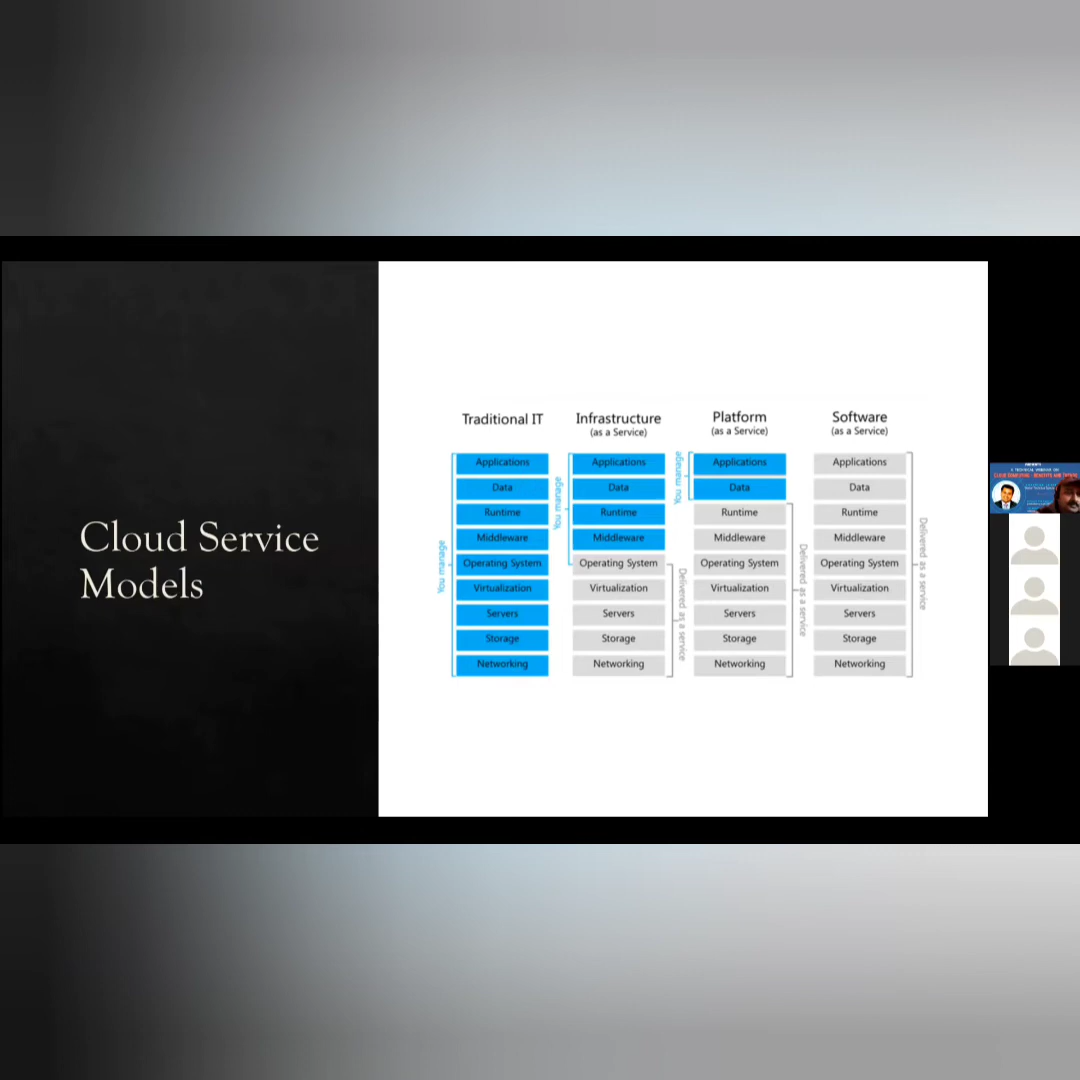 Cloud Service
Models
Traditional IT
Infrastructure
(as a Service)
Platform
(as a Service)
Software
(as a Service)
You manage
Applications
Data
Runtime
Middleware
Operating System
Virtualization
Servers
Storage
Networking
You manage
Applications
Data
Runtime
Middleware
Operating System
Virtualization
Servers
Storage
Networking
Delivered as a service
You manage
Applications
Data
Runtime
Middleware
Operating System
Virtualization
Servers
Storage
Networking
Delivered as a service
Applications
Data
Runtime
Middleware
Operating System
Virtualization
Servers
Storage
Networking
Delivered as a service